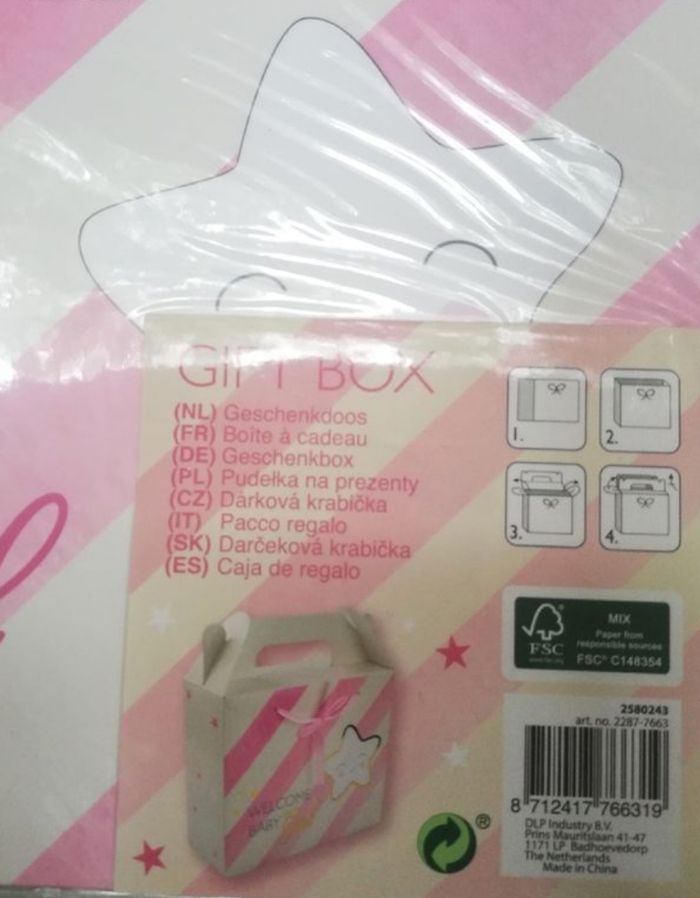 GIFT BOX
(NL) Geschenkdoos
(FR) Boîte à cadeau
(DE) Geschenkbox
(PL) Pudełka na prezenty
(CZ) Dárková krabička
(IT) Pacco regalo
(SK) Darčeková krabička
(ES) Caja de regalo
1.
2.
3.
4.
FSC
MIX
Paper from
responsible sources
FSC® C148354
WELCOME
BABY
2580243
art. no. 2287-7663
8 712417 766319
DLP Industry B.V.
Prins Mauritslaan 41-47
1171 LP Badhoevedorp
The Netherlands
Made in China
®